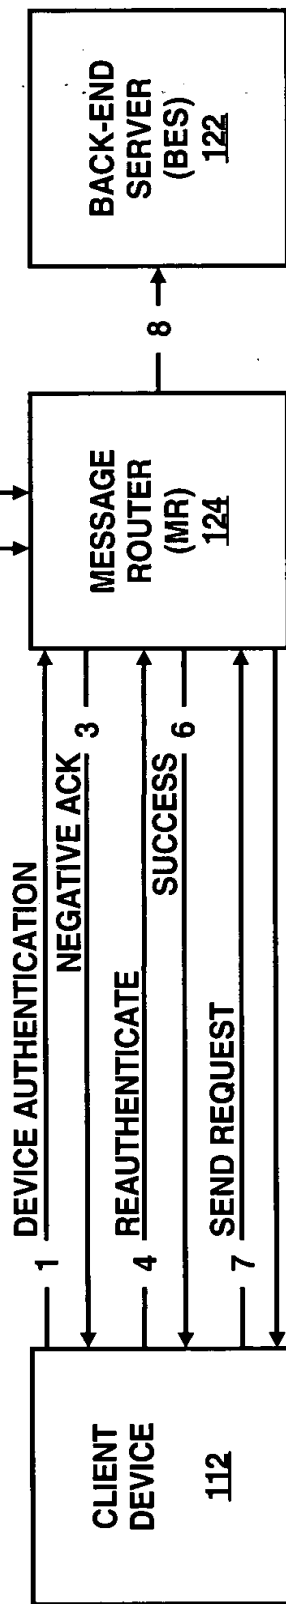 CLIENT
DEVICE
112
1 DEVICE AUTHENTICATION
NEGATIVE ACK 3
4 REAUTHENTICATE
SUCCESS 6
7 SEND REQUEST
MESSAGE
ROUTER
(MR)
124
8
BACK-END
SERVER
(BES)
122